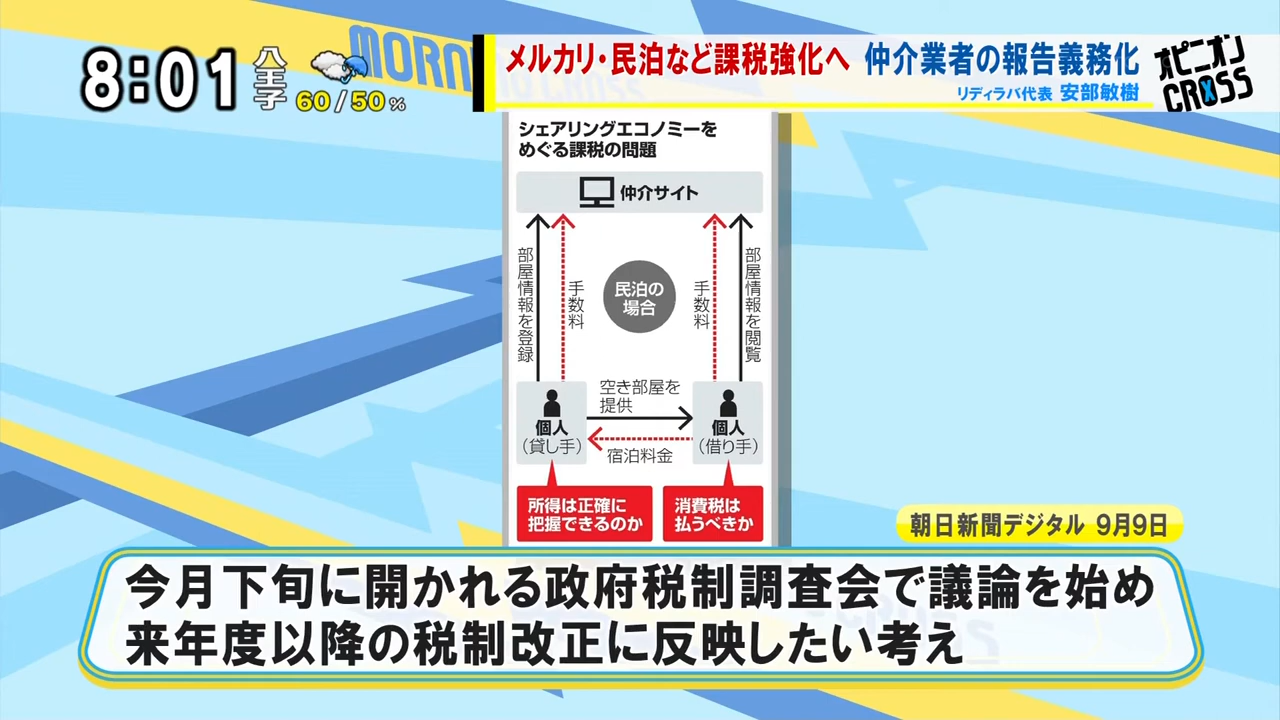 8:01
八王子
60/50%
MORN
メルカリ・民泊など課税強化へ 仲介業者の報告義務化
リディラバ代表 安部敏樹
オピニオン
CROSS
シェアリングエコノミーを
めぐる課税の問題
仲介サイト
部屋情報を登録
手数料
民泊の
場合
手数料
部屋情報を閲覧
空き部屋を
提供
個人
（貸し手）
個人
（借り手）
宿泊料金
所得は正確に
把握できるのか
消費税は
払うべきか
朝日新聞デジタル 9月9日
今月下旬に開かれる政府税制調査会で議論を始め
来年度以降の税制改正に反映したい考え